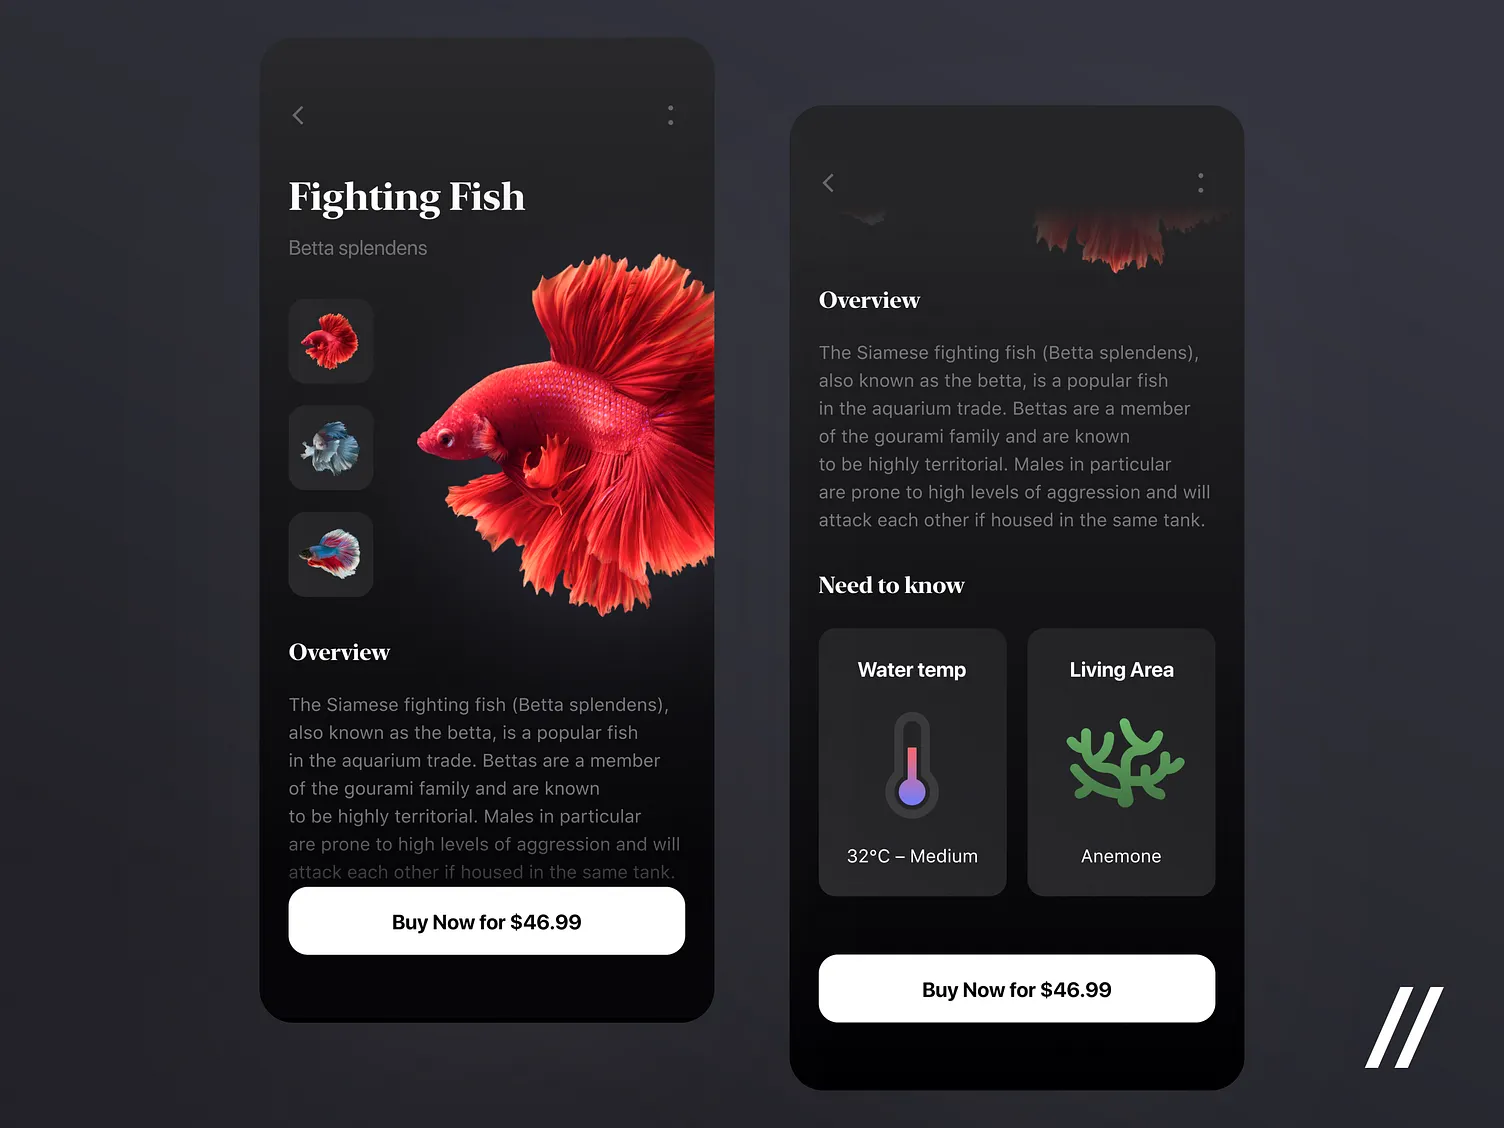 Fighting Fish
Betta splendens
Overview
The Siamese fighting fish (Betta splendens),
also known as the betta, is a popular fish
in the aquarium trade. Bettas are a member
of the gourami family and are known
to be highly territorial. Males in particular
are prone to high levels of aggression and will
attack each other if housed in the same tank.
Buy Now for $46.99
Overview
The Siamese fighting fish (Betta splendens),
also known as the betta, is a popular fish
in the aquarium trade. Bettas are a member
of the gourami family and are known
to be highly territorial. Males in particular
are prone to high levels of aggression and will
attack each other if housed in the same tank.
Need to know
Water temp
32°C – Medium
Living Area
Anemone
Buy Now for $46.99